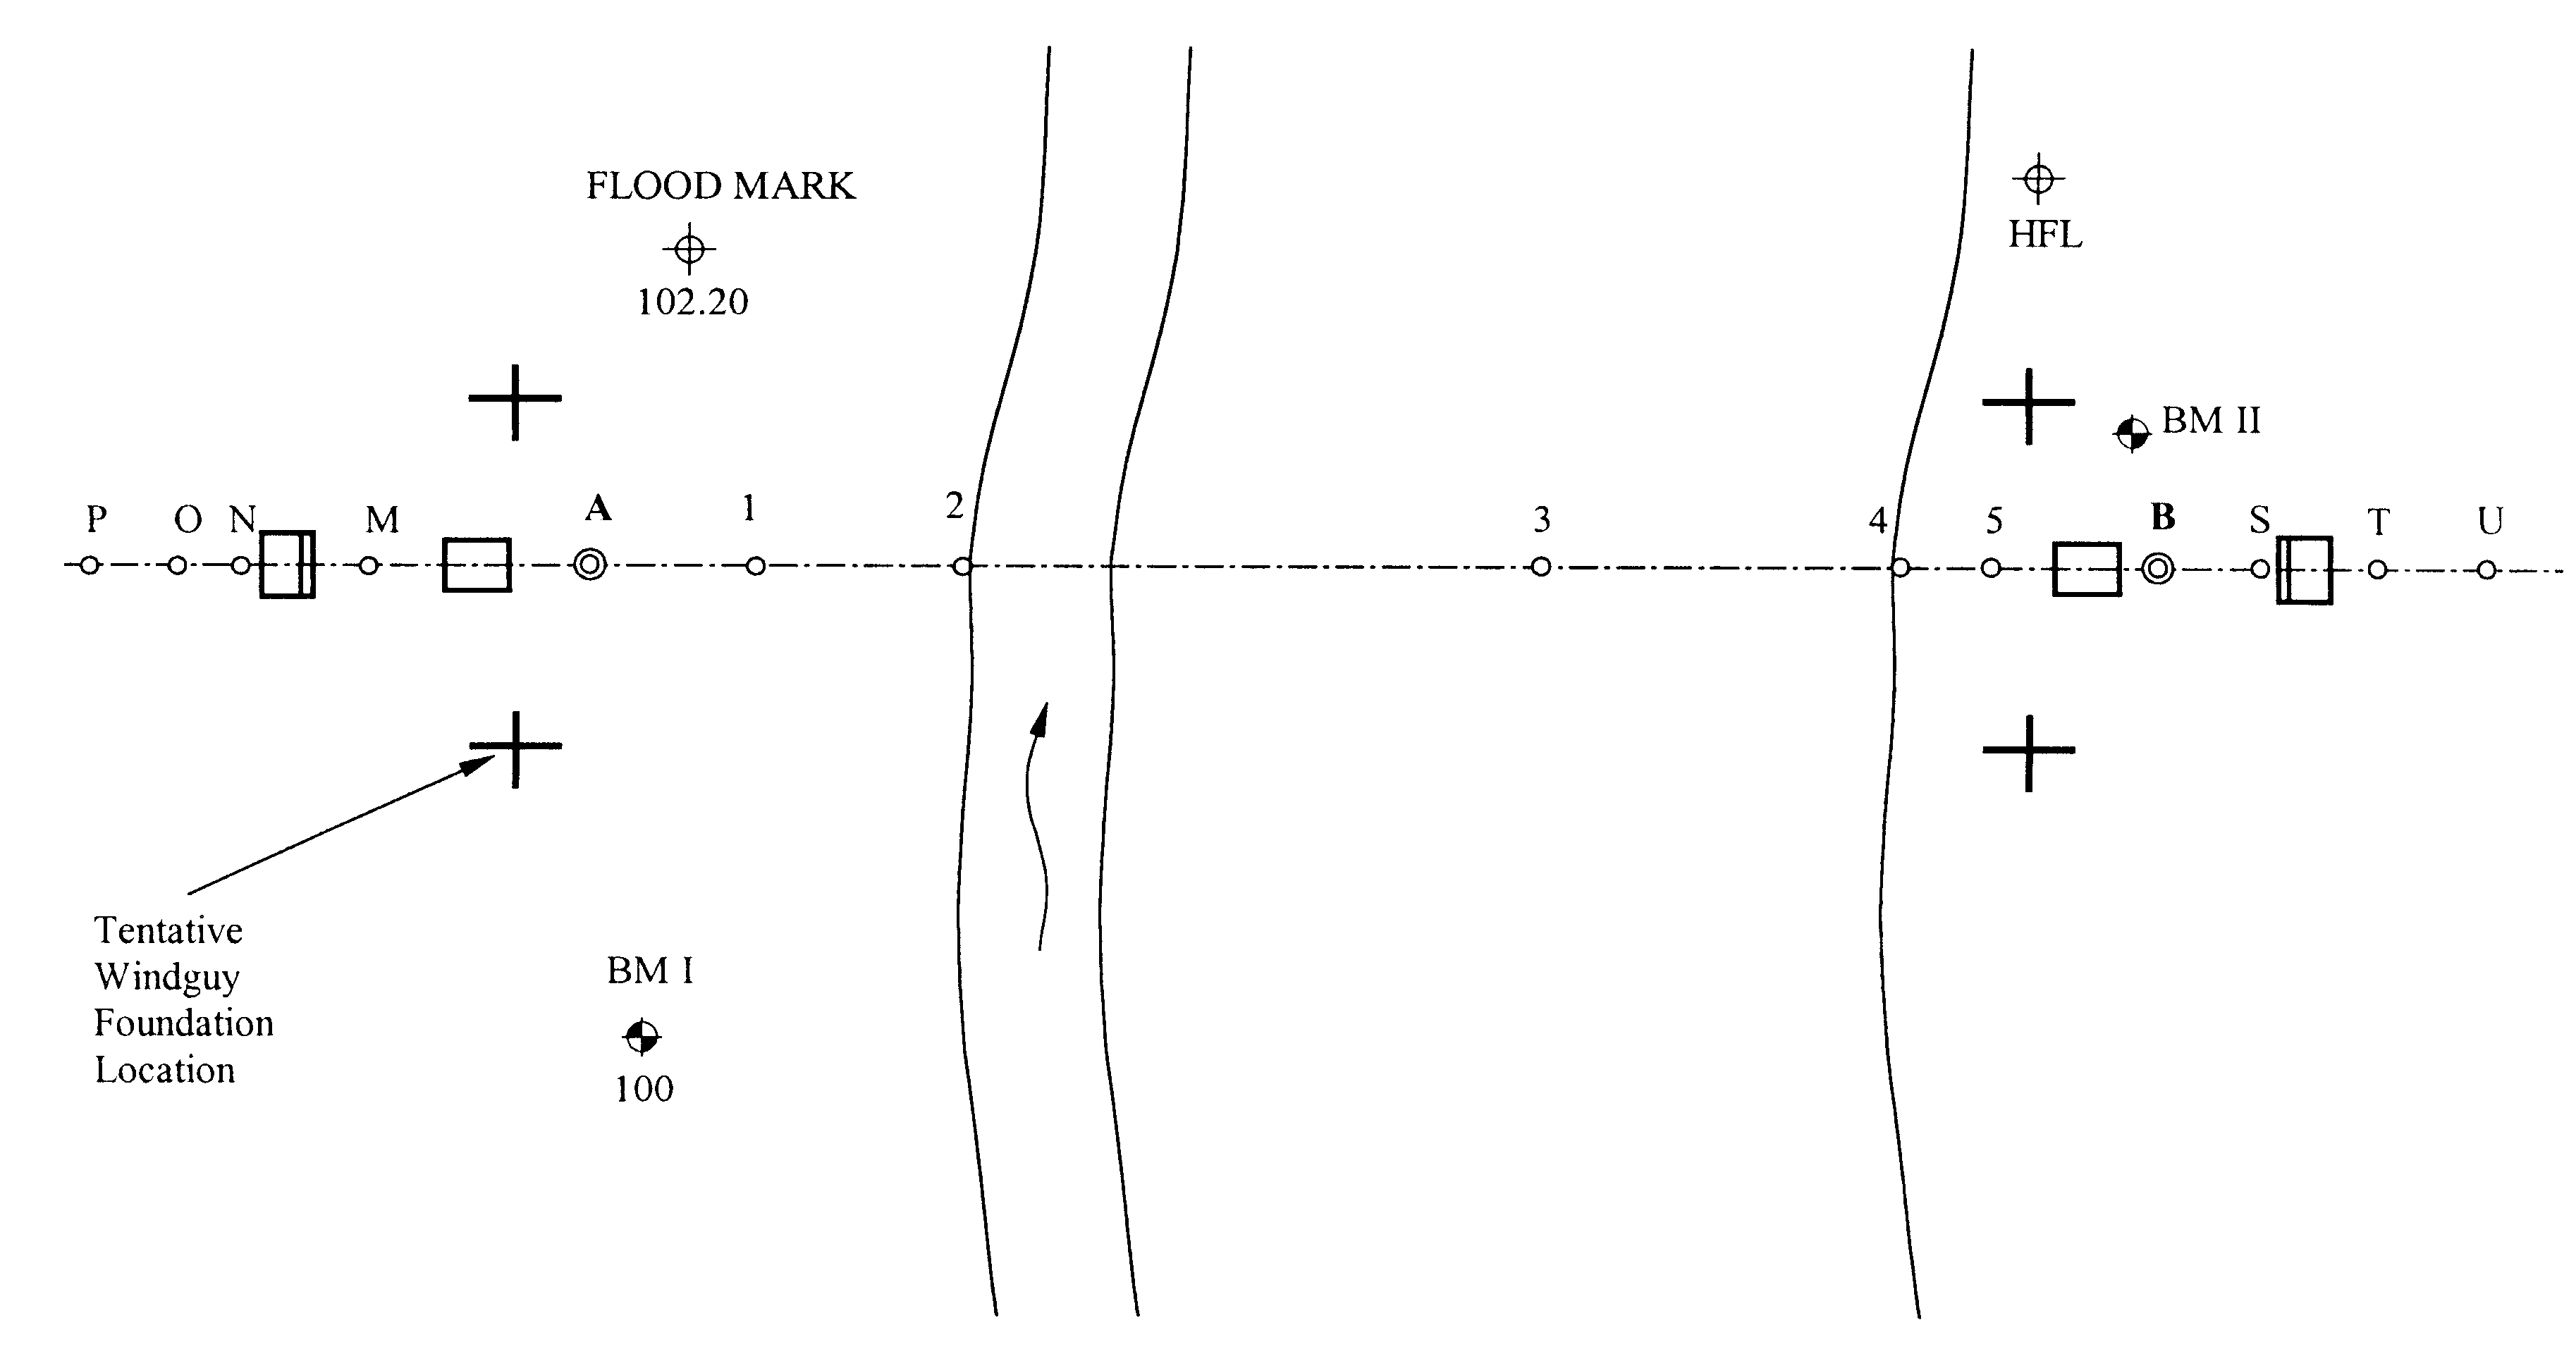 FLOOD MARK
102.20
HFL
BM II
P O N M A 1 2 3 4 5 B S T U
Tentative
Windguy
Foundation
Location
BM I
100